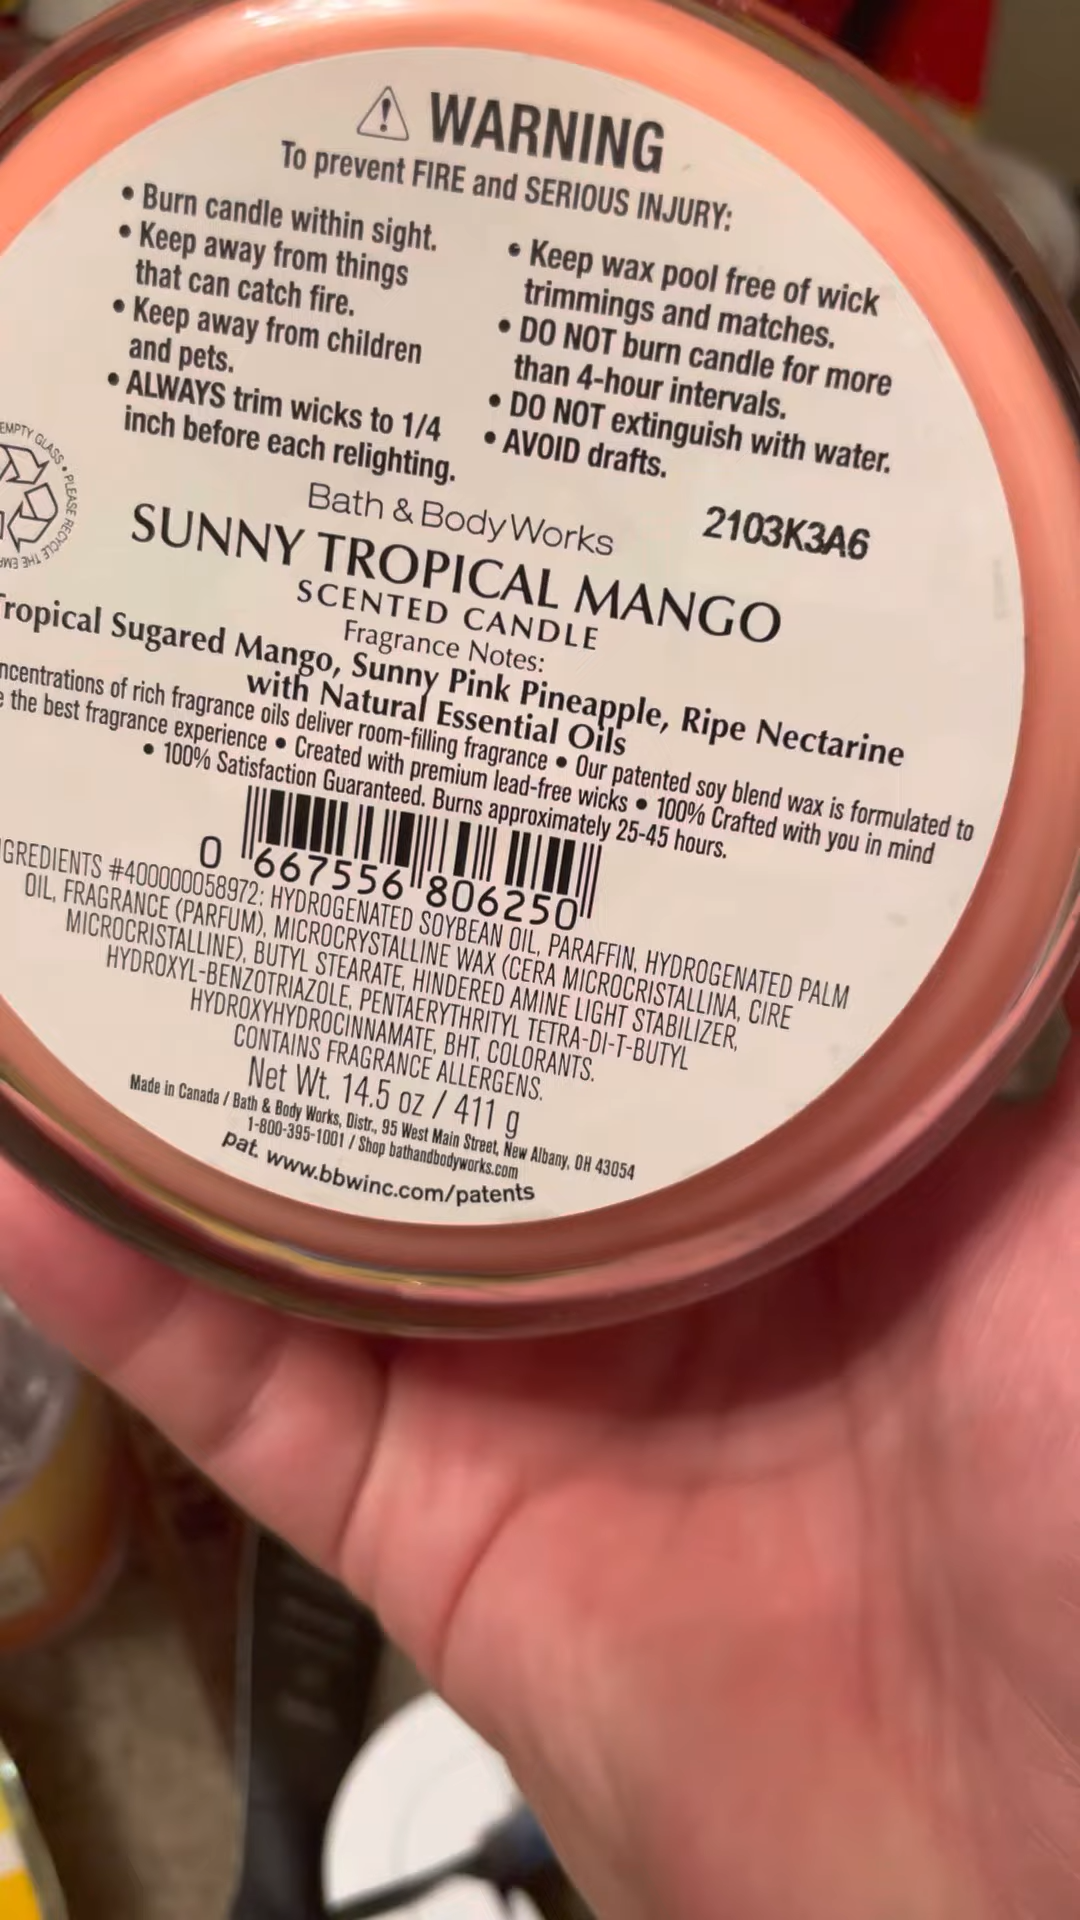 WARNING
To prevent FIRE and SERIOUS INJURY:
• Burn candle within sight.
• Keep away from things
that can catch fire.
• Keep away from children
and pets.
• ALWAYS trim wicks to 1/4
inch before each relighting.
• Keep wax pool free of wick
trimmings and matches.
• DO NOT burn candle for more
than 4-hour intervals.
• DO NOT extinguish with water.
• AVOID drafts.
EMPTY GLASS • PLEASE RECYCLE THE
Bath & Body Works
2103K3A6
SUNNY TROPICAL MANGO
SCENTED CANDLE
Fragrance Notes:
Tropical Sugared Mango, Sunny Pink Pineapple, Ripe Nectarine
with Natural Essential Oils
ncentrations of rich fragrance oils deliver room-filling fragrance • Our patented soy blend wax is formulated to
the best fragrance experience • Created with premium lead-free wicks • 100% Crafted with you in mind
• 100% Satisfaction Guaranteed. Burns approximately 25-45 hours.
0 667556 806250
GREDIENTS #400000058972: HYDROGENATED SOYBEAN OIL, PARAFFIN, HYDROGENATED PALM
OIL, FRAGRANCE (PARFUM), MICROCRYSTALLINE WAX (CERA MICROCRISTALLINA, CIRE
MICROCRISTALLINE), BUTYL STEARATE, HINDERED AMINE LIGHT STABILIZER,
HYDROXYL-BENZOTRIAZOLE, PENTAERYTHRITYL TETRA-DI-T-BUTYL
HYDROXYHYDROCINNAMATE, BHT, COLORANTS.
CONTAINS FRAGRANCE ALLERGENS.
Net Wt. 14.5 oz / 411 g
Made in Canada / Bath & Body Works, Distr., 95 West Main Street, New Albany, OH 43054
1-800-395-1001 / Shop bathandbodyworks.com
pat. www.bbwinc.com/patents